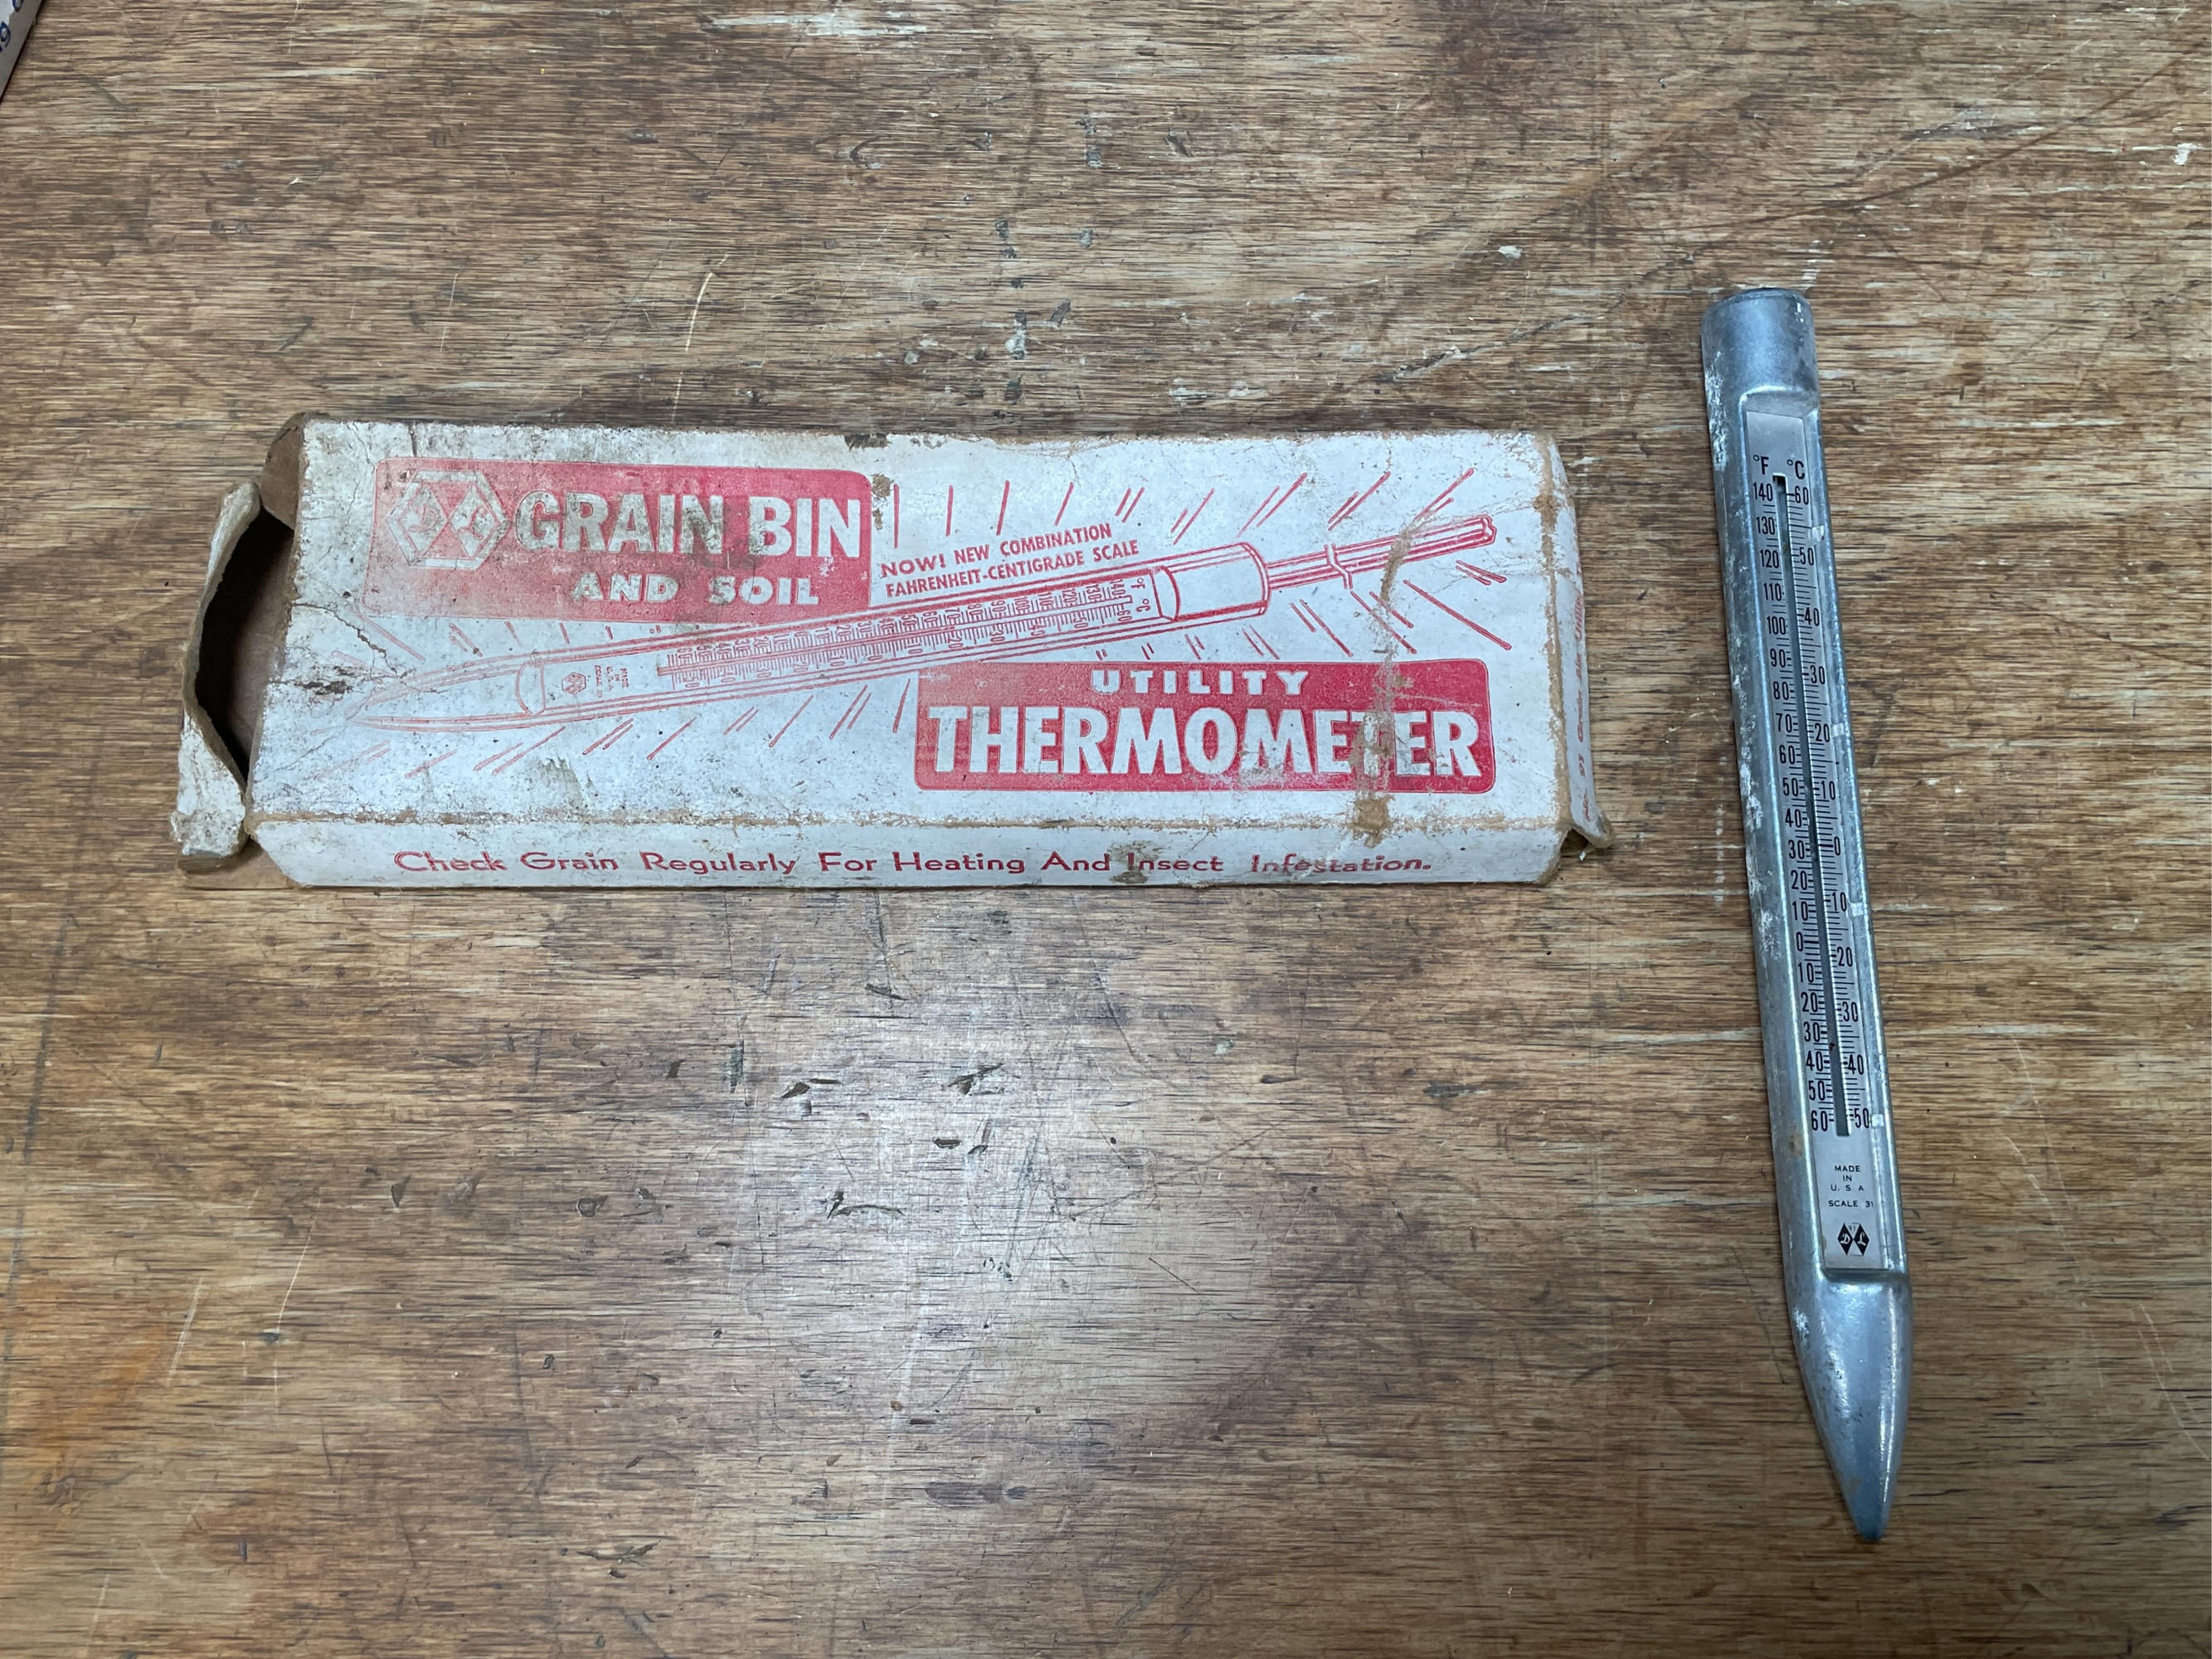 GRAIN BIN
AND SOIL
NOW! NEW COMBINATION
FAHRENHEIT-CENTIGRADE SCALE
°F °C
UTILITY
THERMOMETER
Check Grain Regularly For Heating And Insect Infestation.
°F °C
140 60
130
120 50
110
100 40
90
80 30
70
60 20
50 10
40
30 0
20
10 10
0
10 20
20
30 30
40 40
50
60 50
MADE
IN
U. S. A
SCALE 31